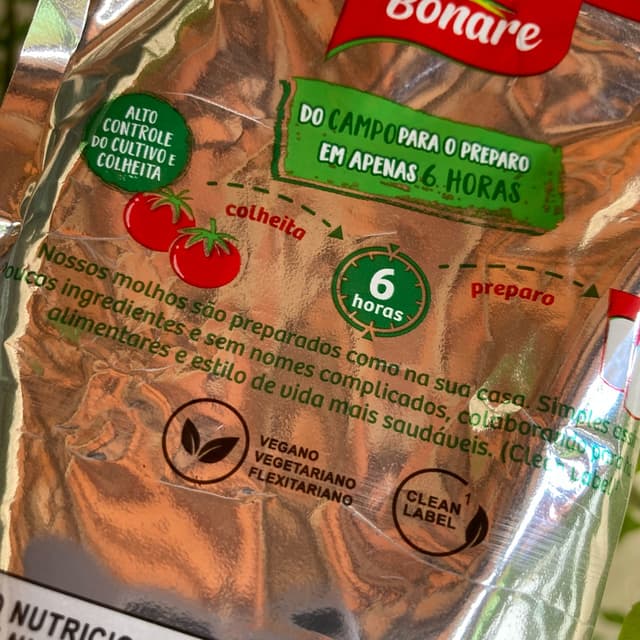 Bonare
DO CAMPO PARA O PREPARO
EM APENAS 6 HORAS
ALTO
CONTROLE
DO CULTIVO E
COLHEITA
colheita
6
horas
preparo
Nossos molhos são preparados como na sua casa. Simples
ingredientes e sem nomes complicados,
alimentares e estilo de vida mais saudáveis. (Clean Label
VEGANO
VEGETARIANO
FLEXITARIANO
CLEAN 1
LABEL